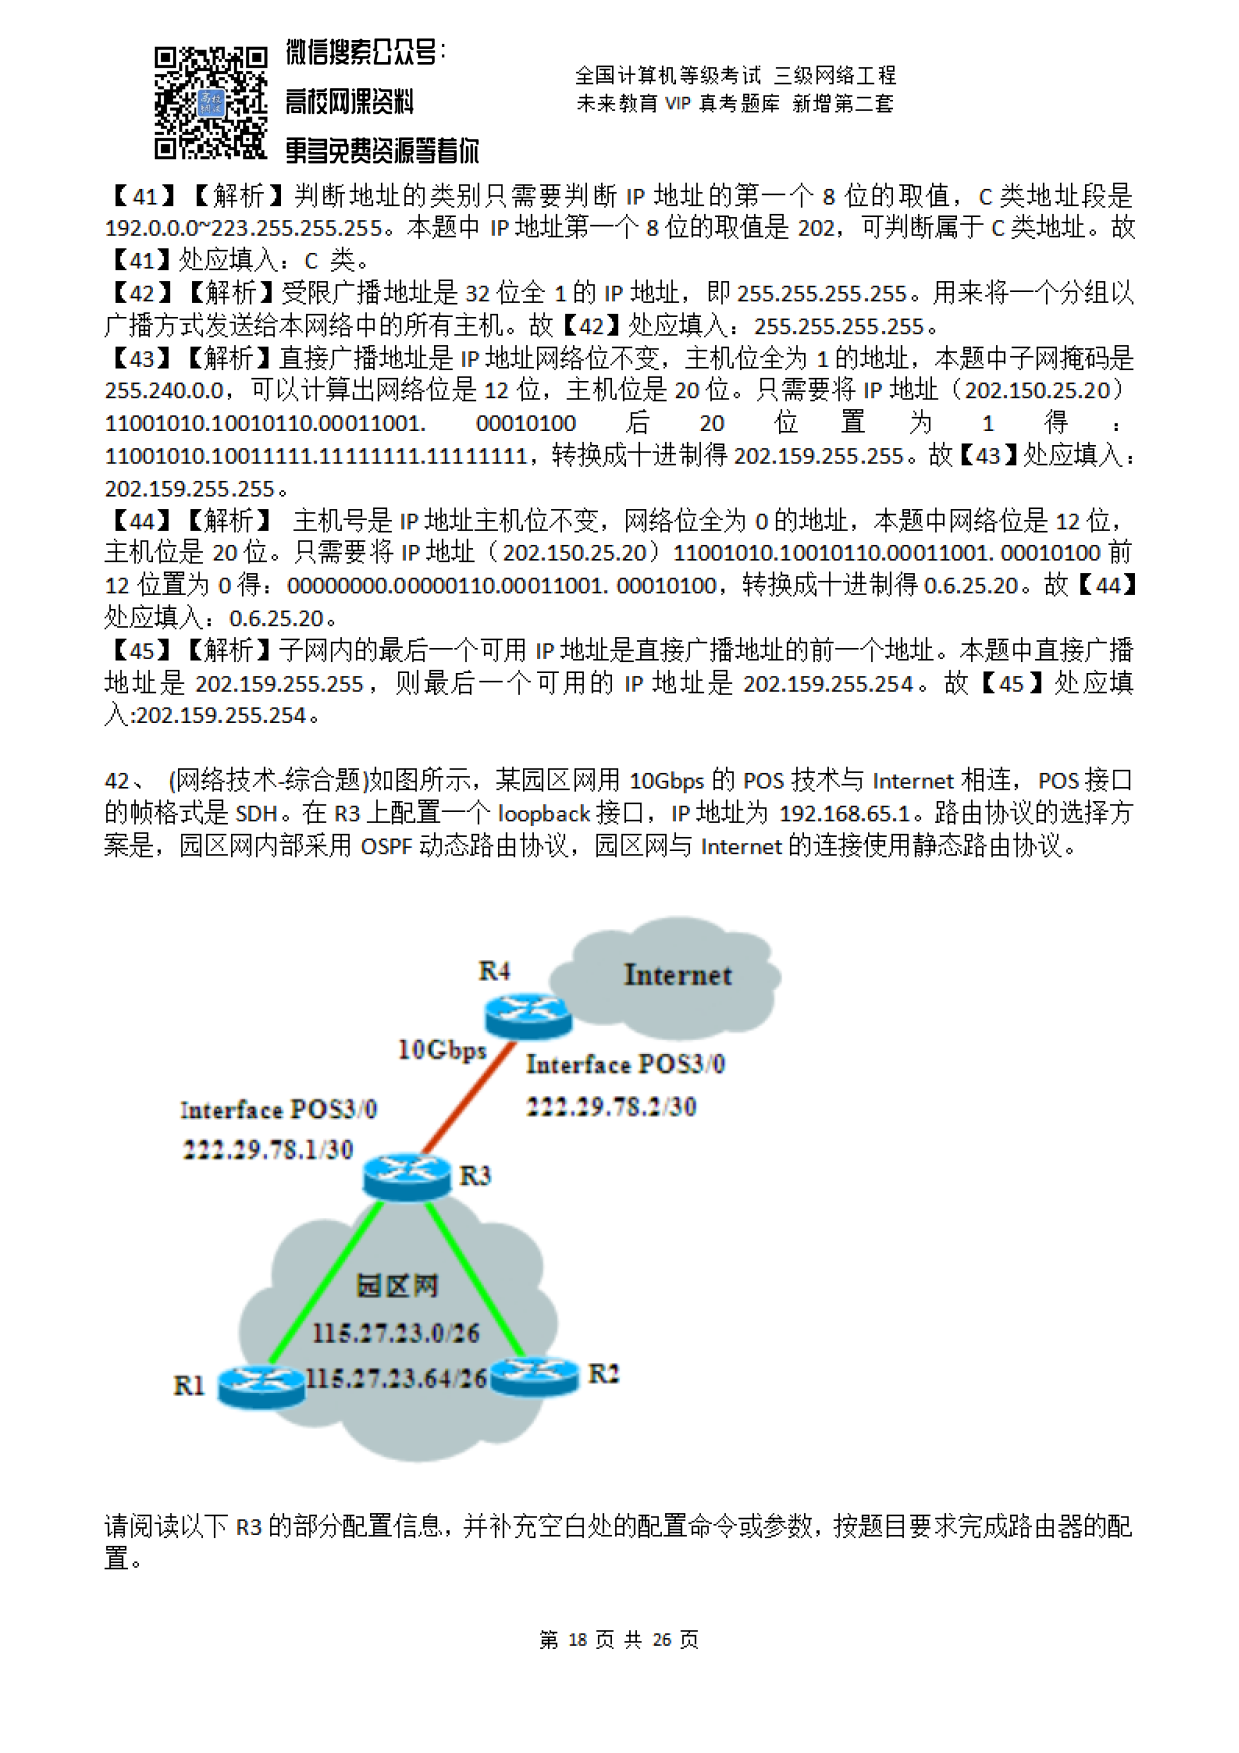 微信搜索公众号：
高校网课资料
更多免费资源等着你
全国计算机等级考试 三级网络工程
未来教育 VIP 真考题库 新增第二套
【41】【解析】判断地址的类别只需要判断 IP 地址的第一个 8 位的取值，C 类地址段是
192.0.0.0~223.255.255.255。本题中 IP 地址第一个 8 位的取值是 202，可判断属于 C 类地址。故
【41】处应填入：C 类。
【42】【解析】受限广播地址是 32 位全 1 的 IP 地址，即 255.255.255.255。用来将一个分组以
广播方式发送给本网络中的所有主机。故【42】处应填入：255.255.255.255。
【43】【解析】直接广播地址是 IP 地址网络位不变，主机位全为 1 的地址，本题中子网掩码是
255.240.0.0，可以计算出网络位是 12 位，主机位是 20 位。只需要将 IP 地址（202.150.25.20）
11001010.10010110.00011001. 00010100 后 20 位 置 为 1 得 ：
11001010.10011111.11111111.11111111，转换成十进制得 202.159.255.255。故【43】处应填入：
202.159.255.255。
【44】【解析】 主机号是 IP 地址主机位不变，网络位全为 0 的地址，本题中网络位是 12 位，
主机位是 20 位。只需要将 IP 地址（202.150.25.20）11001010.10010110.00011001. 00010100 前
12 位置为 0 得：00000000.00000110.00011001. 00010100，转换成十进制得 0.6.25.20。故【44】
处应填入：0.6.25.20。
【45】【解析】子网内的最后一个可用 IP 地址是直接广播地址的前一个地址。本题中直接广播
地址是 202.159.255.255，则最后一个可用的 IP 地址是 202.159.255.254。故【45】处应填
入:202.159.255.254。
42、 (网络技术-综合题)如图所示，某园区网用 10Gbps 的 POS 技术与 Internet 相连，POS 接口
的帧格式是 SDH。在 R3 上配置一个 loopback 接口，IP 地址为 192.168.65.1。路由协议的选择方
案是，园区网内部采用 OSPF 动态路由协议，园区网与 Internet 的连接使用静态路由协议。
R4
Internet
10Gbps
Interface POS3/0
222.29.78.2/30
Interface POS3/0
222.29.78.1/30
R3
园区网
115.27.23.0/26
R1
115.27.23.64/26
R2
请阅读以下 R3 的部分配置信息，并补充空白处的配置命令或参数，按题目要求完成路由器的配
置。
第 18 页 共 26 页